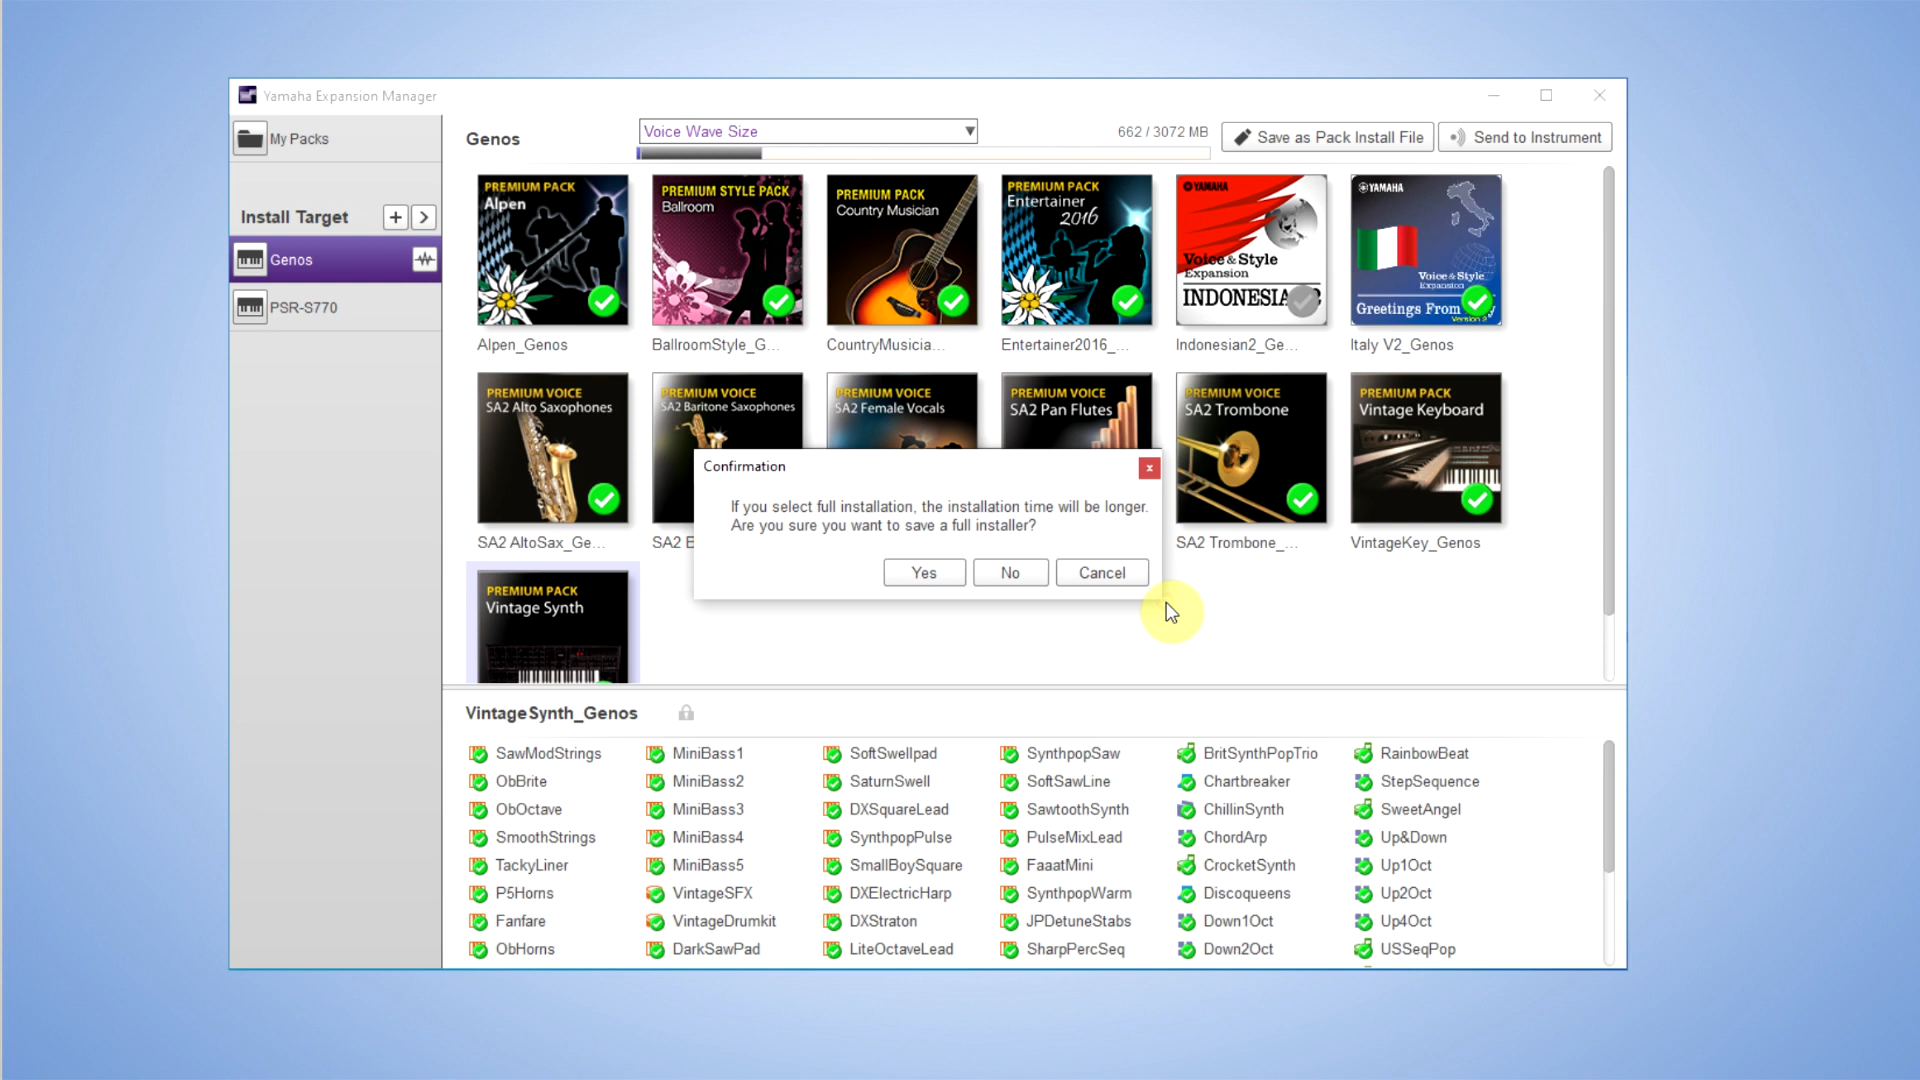 Yamaha Expansion Manager
My Packs
Genos
Voice Wave Size
662 / 3072 MB
Save as Pack Install File
Send to Instrument
Install Target
+
>
Genos
PSR-S770
PREMIUM PACK
Alpen
Alpen_Genos
PREMIUM STYLE PACK
Ballroom
BallroomStyle_G...
PREMIUM PACK
Country Musician
CountryMusicia...
PREMIUM PACK
Entertainer
2016
Entertainer2016_...
YAMAHA
Voice & Style
Expansion
INDONESIA
Indonesian2_Ge...
YAMAHA
Voice & Style
Expansion
Greetings From
Version 2
Italy V2_Genos
PREMIUM VOICE
SA2 Alto Saxophones
SA2 AltoSax_Ge...
PREMIUM VOICE
SA2 Baritone Saxophones
PREMIUM VOICE
SA2 Female Vocals
PREMIUM VOICE
SA2 Pan Flutes
PREMIUM VOICE
SA2 Trombone
SA2 Trombone_...
PREMIUM PACK
Vintage Keyboard
VintageKey_Genos
Confirmation
x
If you select full installation, the installation time will be longer.
Are you sure you want to save a full installer?
Yes
No
Cancel
PREMIUM PACK
Vintage Synth
VintageSynth_Genos
SawModStrings
MiniBass1
SoftSwellpad
SynthpopSaw
BritSynthPopTrio
RainbowBeat
ObBrite
MiniBass2
SaturnSwell
SoftSawLine
Chartbreaker
StepSequence
ObOctave
MiniBass3
DXSquareLead
SawtoothSynth
ChillinSynth
SweetAngel
SmoothStrings
MiniBass4
SynthpopPulse
PulseMixLead
ChordArp
Up&Down
TackyLiner
MiniBass5
SmallBoySquare
FaaatMini
CrocketSynth
Up1Oct
P5Horns
VintageSFX
DXElectricHarp
SynthpopWarm
Discoqueens
Up2Oct
Fanfare
VintageDrumkit
DXStraton
JPDetuneStabs
Down1Oct
Up4Oct
ObHorns
DarkSawPad
LiteOctaveLead
SharpPercSeq
Down2Oct
USSeqPop